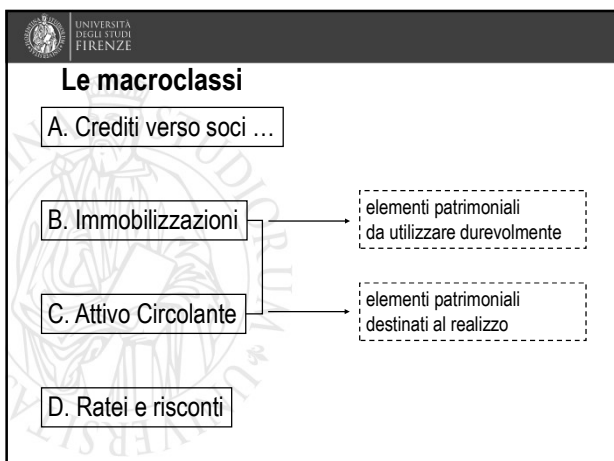 UNIVERSITÀ
DEGLI STUDI
FIRENZE
Le macroclassi
A. Crediti verso soci …
B. Immobilizzazioni
elementi patrimoniali
da utilizzare durevolmente
C. Attivo Circolante
elementi patrimoniali
destinati al realizzo
D. Ratei e risconti